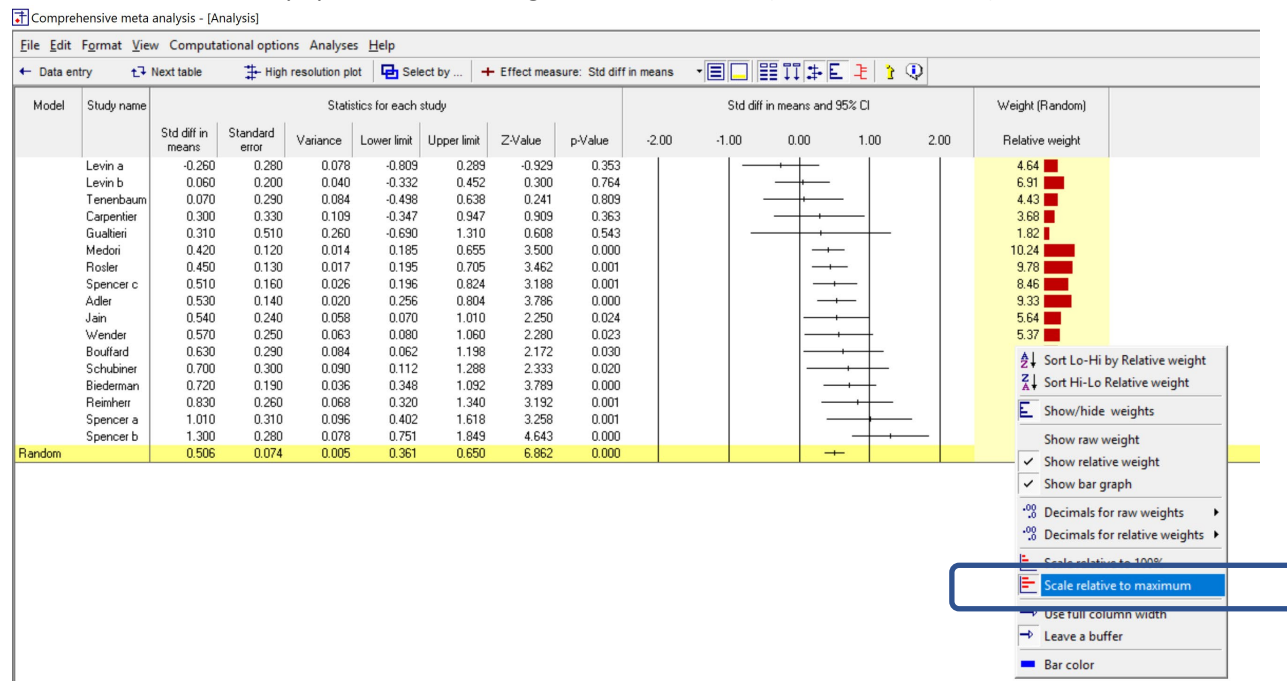 Comprehensive meta analysis - [Analysis]
File Edit Format View Computational options Analyses Help
Data entry Next table High resolution plot Select by ... Effect measure: Std diff in means
Model Study name Statistics for each study Std diff in means and 95% CI Weight (Random)
Std diff in means Standard error Variance Lower limit Upper limit Z-Value p-Value -2.00 -1.00 0.00 1.00 2.00 Relative weight
Levin a -0.260 0.280 0.078 -0.809 0.289 -0.929 0.353 4.64
Levin b 0.060 0.200 0.040 -0.332 0.452 0.300 0.764 6.91
Tenenbaum 0.070 0.290 0.084 -0.498 0.638 0.241 0.809 4.43
Carpentier 0.300 0.330 0.109 -0.347 0.947 0.909 0.363 3.68
Gualtieri 0.310 0.510 0.260 -0.690 1.310 0.608 0.543 1.82
Medori 0.420 0.120 0.014 0.185 0.655 3.500 0.000 10.24
Rosler 0.450 0.130 0.017 0.195 0.705 3.462 0.001 9.78
Spencer c 0.510 0.160 0.026 0.196 0.824 3.188 0.001 8.46
Adler 0.530 0.140 0.020 0.256 0.804 3.786 0.000 9.33
Jain 0.540 0.240 0.058 0.070 1.010 2.250 0.024 5.64
Wender 0.570 0.250 0.063 0.080 1.060 2.280 0.023 5.37
Bouffard 0.630 0.290 0.084 0.062 1.198 2.172 0.030
Schubiner 0.700 0.300 0.090 0.112 1.288 2.333 0.020
Biederman 0.720 0.190 0.036 0.348 1.092 3.789 0.000
Reimherr 0.830 0.260 0.068 0.320 1.340 3.192 0.001
Spencer a 1.010 0.310 0.096 0.402 1.618 3.258 0.001
Spencer b 1.300 0.280 0.078 0.751 1.849 4.643 0.000
Random 0.506 0.074 0.005 0.361 0.650 6.862 0.000
Sort Lo-Hi by Relative weight
Sort Hi-Lo Relative weight
Show/hide weights
Show raw weight
Show relative weight
Show bar graph
Decimals for raw weights
Decimals for relative weights
Scale relative to 100%
Scale relative to maximum
Use full column width
Leave a buffer
Bar color